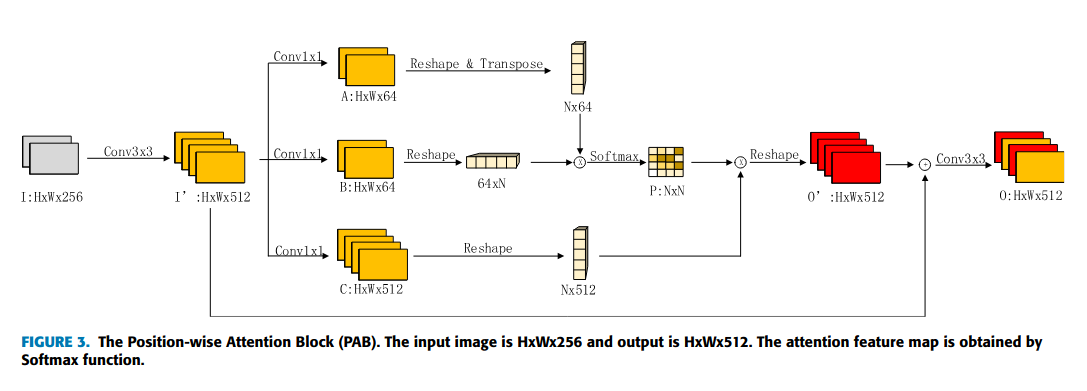 Conv1x1
Reshape & Transpose
A:HxWx64
Nx64
Conv3x3
Conv1x1
Reshape
Softmax
Reshape
Conv3x3
I:HxWx256
I' :HxWx512
B:HxWx64
64xN
P:NxN
O' :HxWx512
O:HxWx512
Conv1x1
Reshape
C:HxWx512
Nx512
FIGURE 3. The Position-wise Attention Block (PAB). The input image is HxWx256 and output is HxWx512. The attention feature map is obtained by
Softmax function.